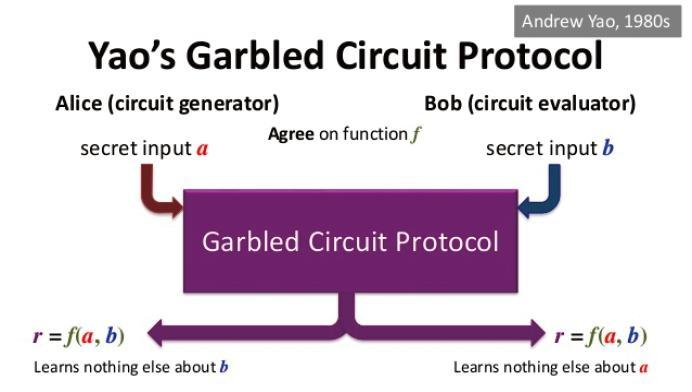 Andrew Yao, 1980s
Yao's Garbled Circuit Protocol
Alice (circuit generator)
Bob (circuit evaluator)
Agree on function f
secret input a
secret input b
Garbled Circuit Protocol
r = f(a, b)
r = f(a, b)
Learns nothing else about b
Learns nothing else about a